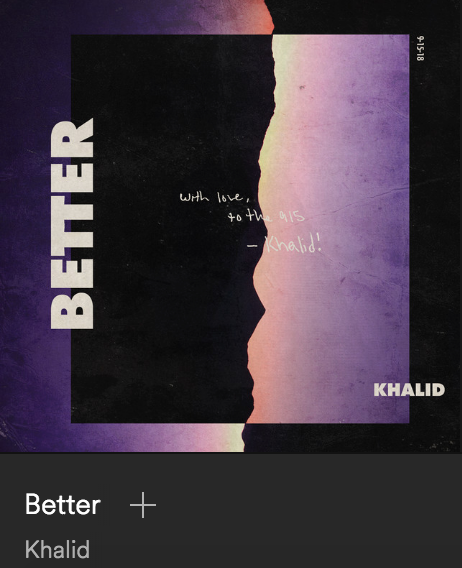 9-15-18
BETTER
with love,
to the 915
– Khalid!
KHALID
Better
Khalid